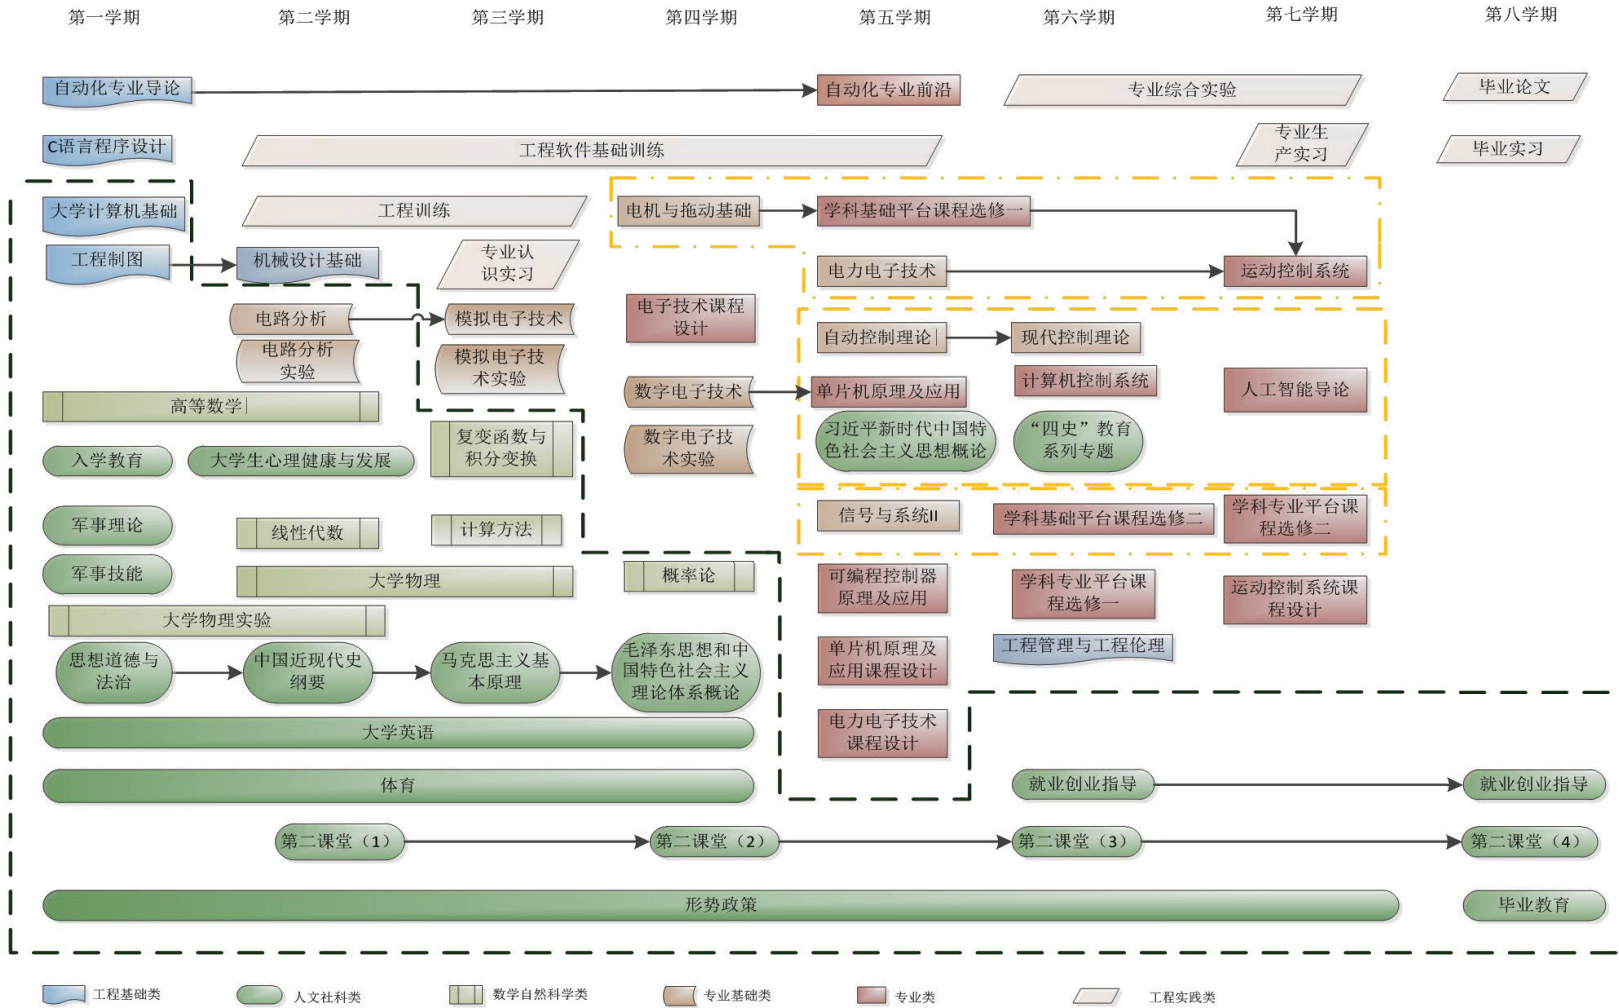 第一学期
第二学期
第三学期
第四学期
第五学期
第六学期
第七学期
第八学期
自动化专业导论
自动化专业前沿
专业综合实验
毕业论文
C语言程序设计
工程软件基础训练
专业生
产实习
毕业实习
大学计算机基础
工程训练
电机与拖动基础
学科基础平台课程选修一
工程制图
机械设计基础
专业认
识实习
电力电子技术
运动控制系统
电路分析
模拟电子技术
电子技术课程
设计
自动控制理论I
现代控制理论
电路分析
实验
模拟电子技
术实验
数字电子技术
单片机原理及应用
计算机控制系统
人工智能导论
高等数学I
复变函数与
积分变换
数字电子技
术实验
习近平新时代中国特
色社会主义思想概论
“四史”教育
系列专题
入学教育
大学生心理健康与发展
军事理论
线性代数
计算方法
信号与系统II
学科基础平台课程选修二
学科专业平台课
程选修二
军事技能
大学物理
概率论
可编程控制器
原理及应用
学科专业平台课
程选修一
运动控制系统课
程设计
大学物理实验
思想道德与
法治
中国近现代史
纲要
马克思主义基
本原理
毛泽东思想和中
国特色社会主义
理论体系概论
单片机原理及
应用课程设计
工程管理与工程伦理
大学英语
电力电子技术
课程设计
体育
就业创业指导
就业创业指导
第二课堂（1）
第二课堂（2）
第二课堂（3）
第二课堂（4）
形势政策
毕业教育
工程基础类
人文社科类
数学自然科学类
专业基础类
专业类
工程实践类